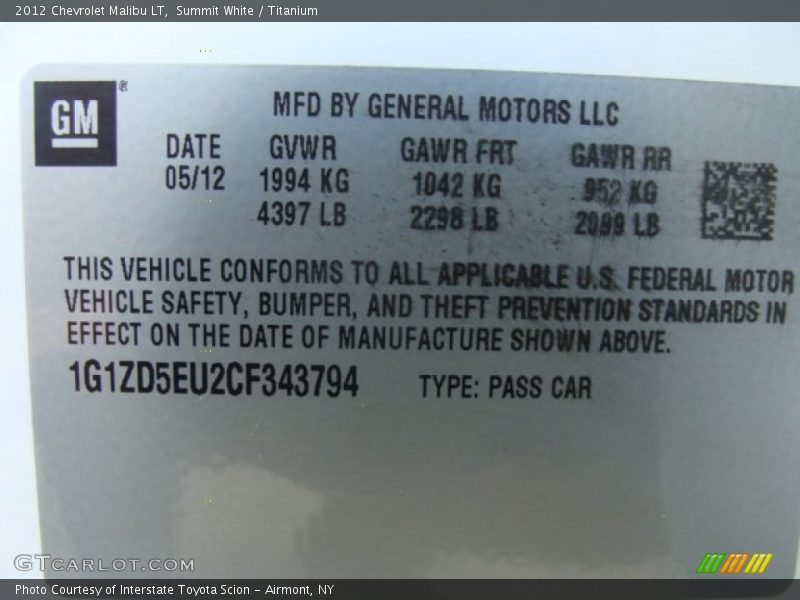 2012 Chevrolet Malibu LT, Summit White / Titanium
GM ®
MFD BY GENERAL MOTORS LLC
DATE GVWR GAWR FRT GAWR RR
05/12 1994 KG 1042 KG 952 KG
4397 LB 2298 LB 2099 LB
THIS VEHICLE CONFORMS TO ALL APPLICABLE U.S. FEDERAL MOTOR
VEHICLE SAFETY, BUMPER, AND THEFT PREVENTION STANDARDS IN
EFFECT ON THE DATE OF MANUFACTURE SHOWN ABOVE.
1G1ZD5EU2CF343794 TYPE: PASS CAR
GTCARLOT.COM
Photo Courtesy of Interstate Toyota Scion – Airmont, NY